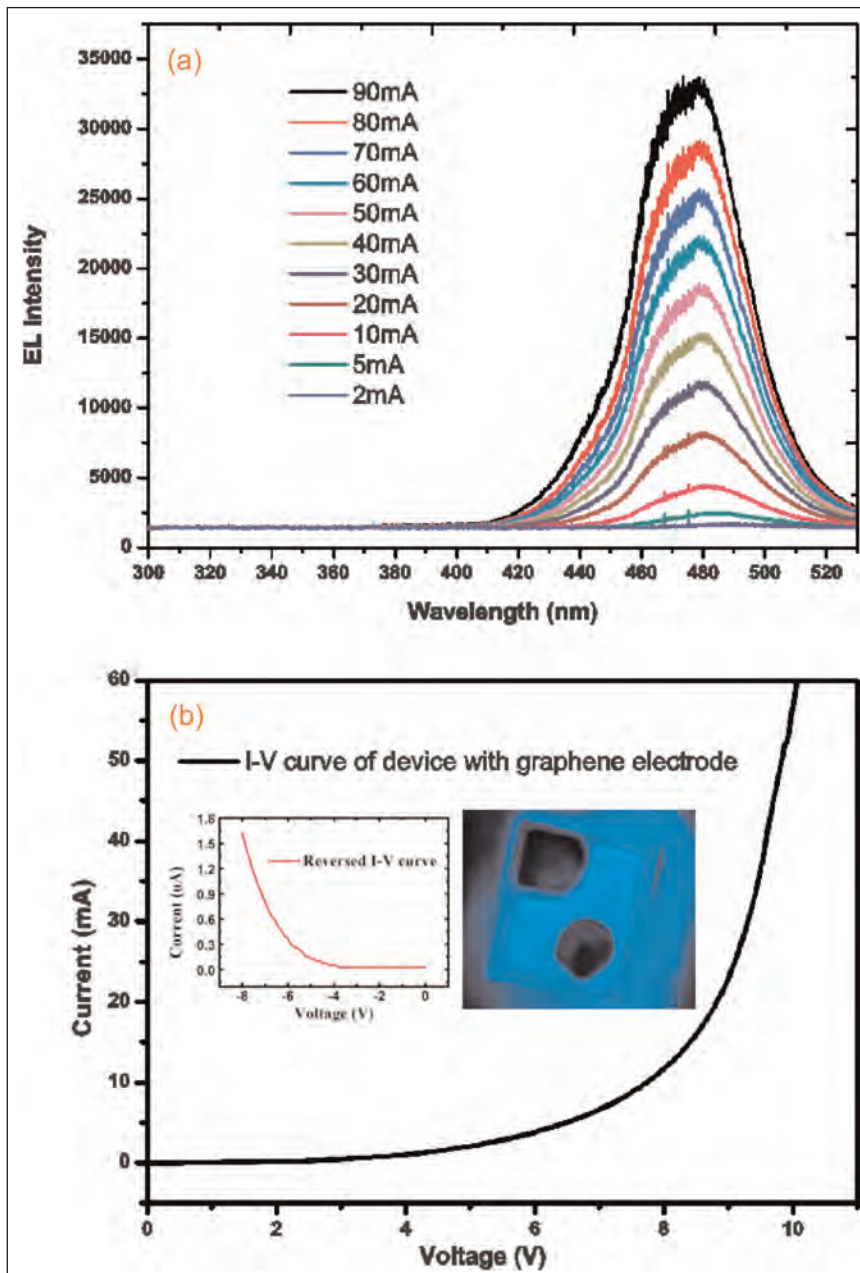 (a)
35000
30000
25000
20000
15000
10000
5000
0
EL Intensity
90mA
80mA
70mA
60mA
50mA
40mA
30mA
20mA
10mA
5mA
2mA
300 320 340 360 380 400 420 440 460 480 500 520
Wavelength (nm)
(b)
60
50
40
30
20
10
0
Current (mA)
I-V curve of device with graphene electrode
1.8
1.5
1.2
0.9
0.6
0.3
0.0
Current (uA)
Reversed I-V curve
-8 -6 -4 -2 0
Voltage (V)
0 2 4 6 8 10
Voltage (V)